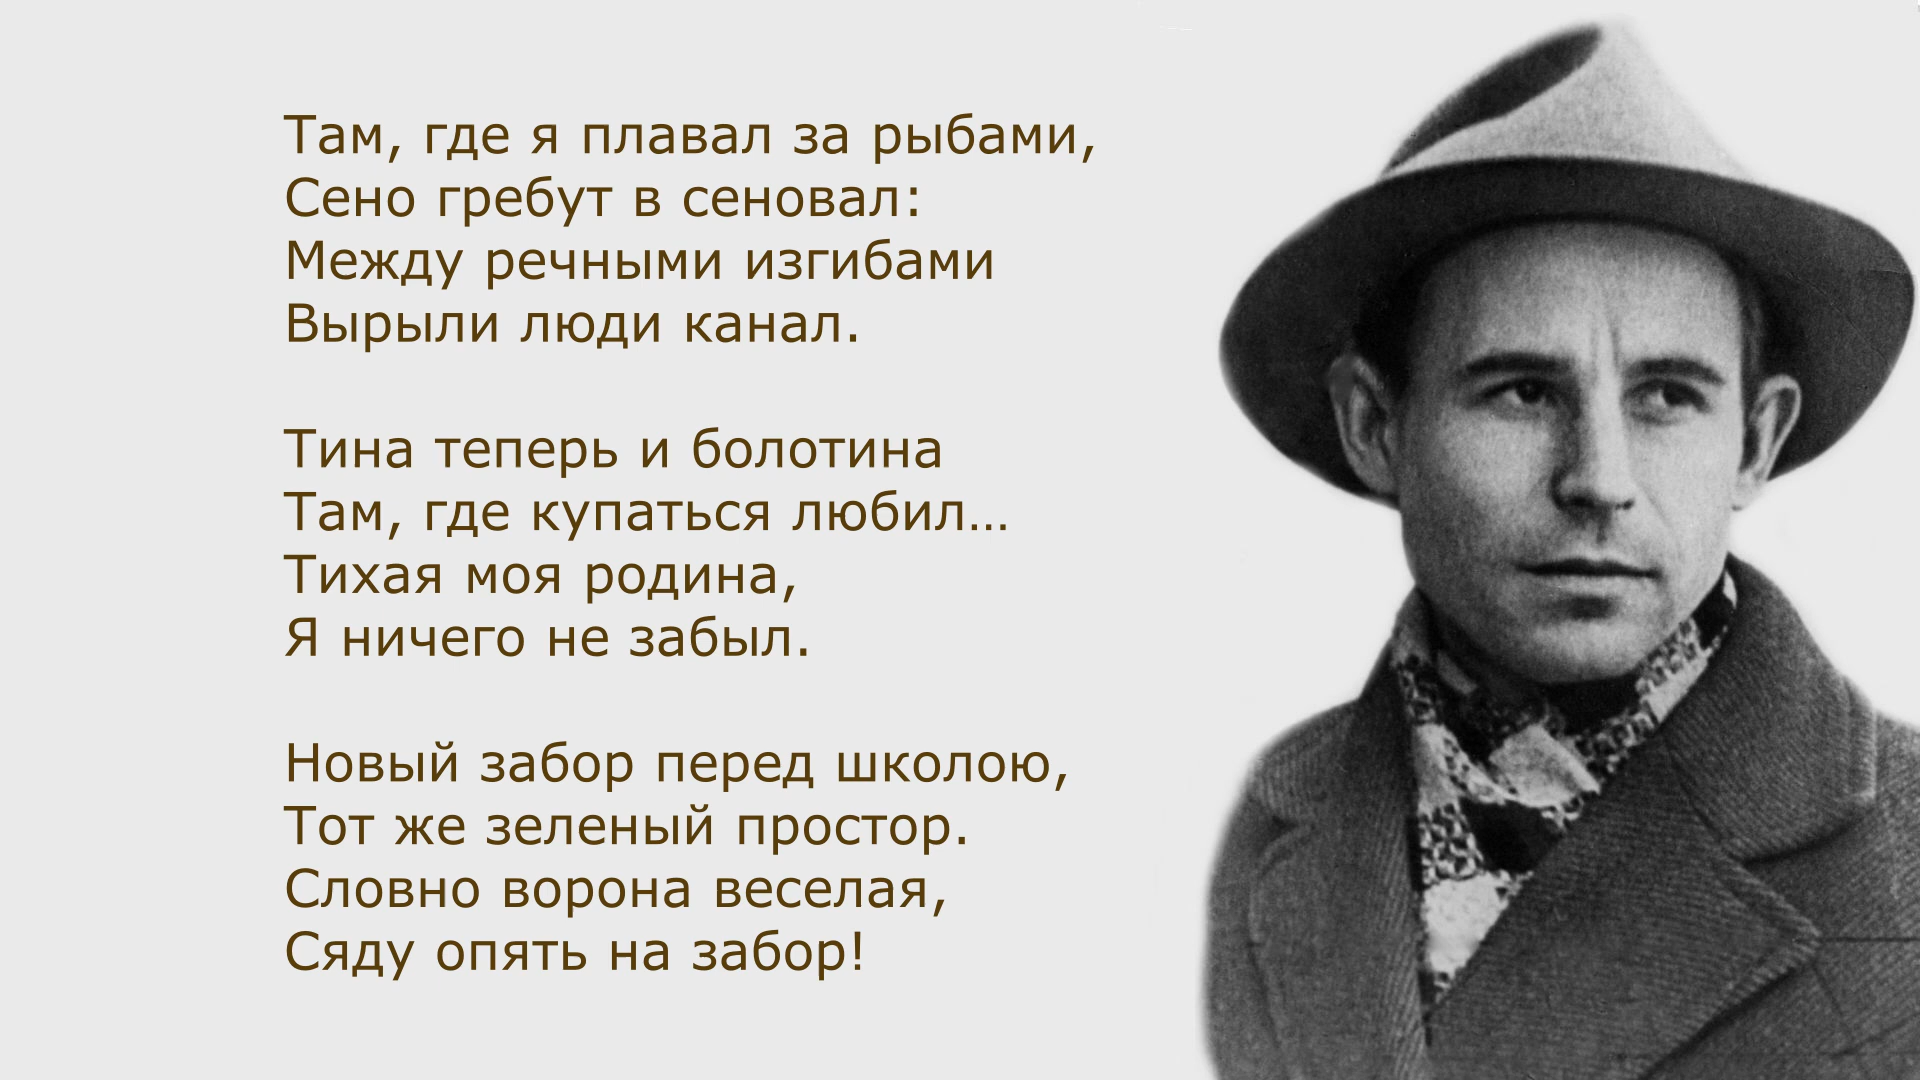 Там, где я плавал за рыбами,
Сено гребут в сеновал:
Между речными изгибами
Вырыли люди канал.
Тина теперь и болотина
Там, где купаться любил…
Тихая моя родина,
Я ничего не забыл.
Новый забор перед школою,
Тот же зеленый простор.
Словно ворона веселая,
Сяду опять на забор!